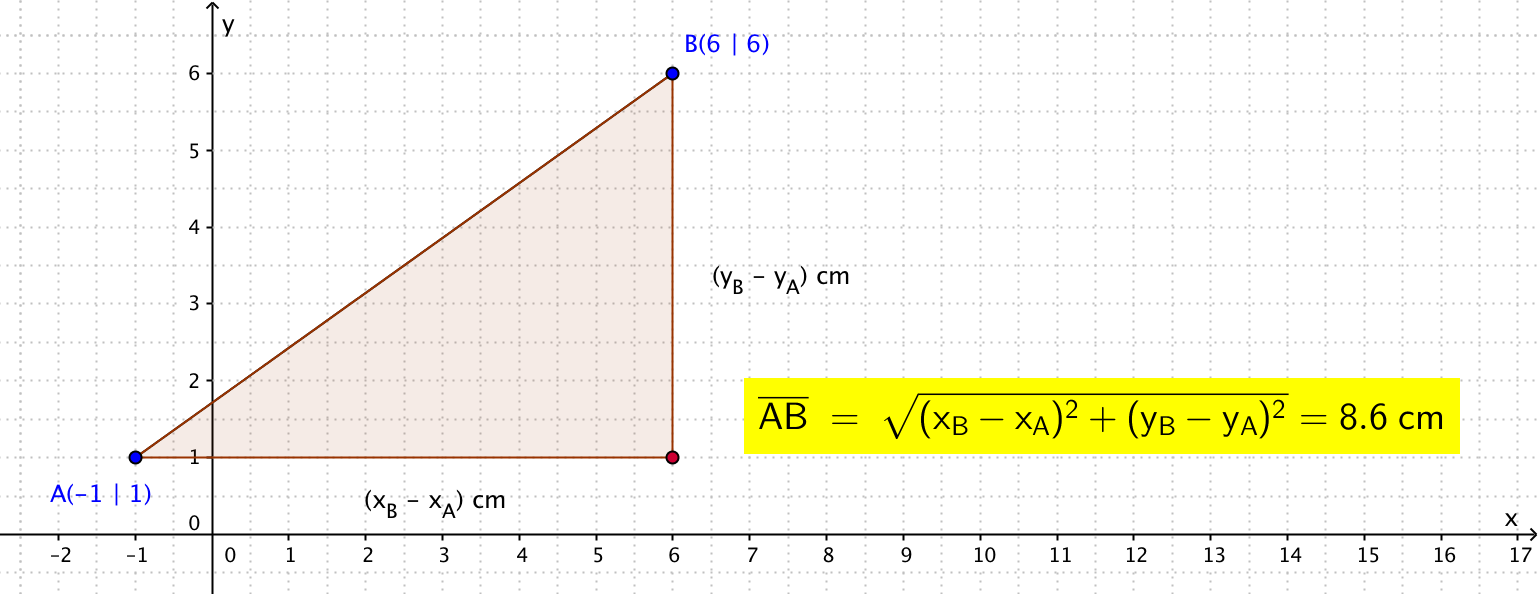 y
B(6 | 6)
6
5
4
(y_B – y_A) cm
3
2
AB = √(x_B – x_A)² + (y_B – y_A)² = 8.6 cm
1
A(–1 | 1)
(x_B – x_A) cm
0
x
–2 –1 0 1 2 3 4 5 6 7 8 9 10 11 12 13 14 15 16 17